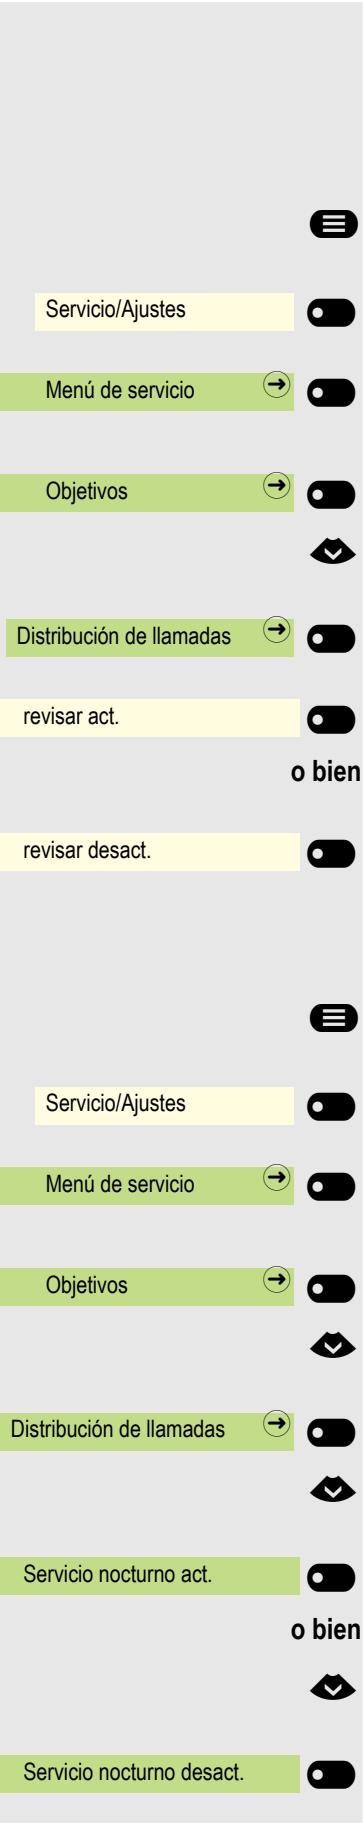 Servicio/Ajustes
Menú de servicio
Objetivos
Distribución de llamadas
revisar act.
o bien
revisar desact.
Servicio/Ajustes
Menú de servicio
Objetivos
Distribución de llamadas
Servicio nocturno act.
o bien
Servicio nocturno desact.